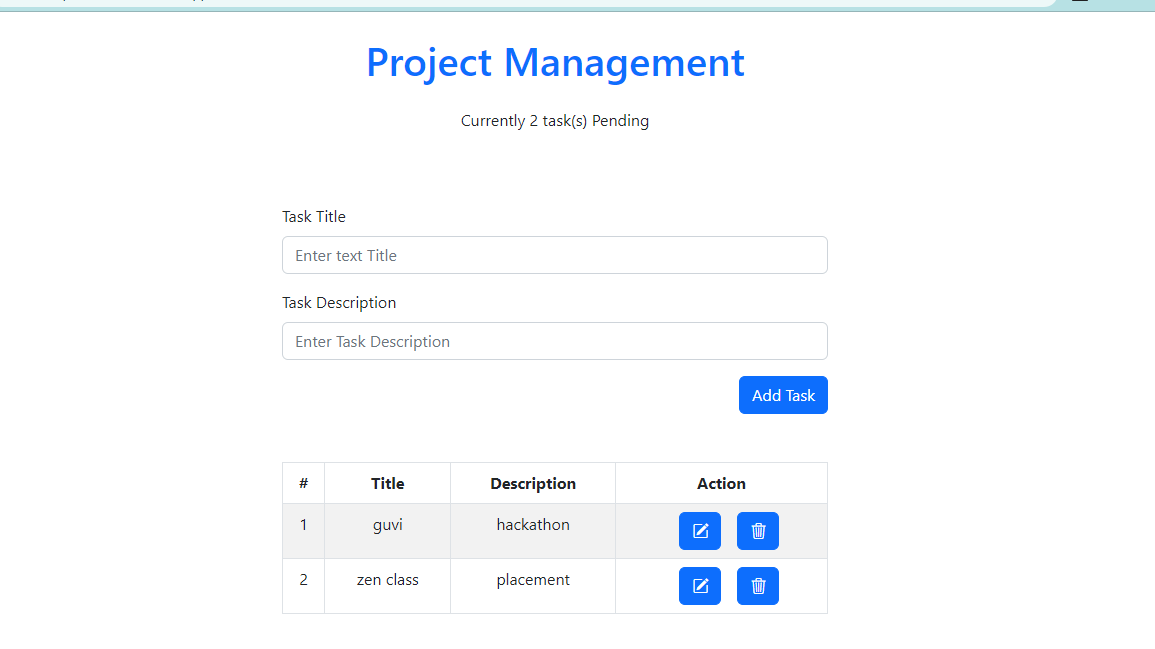 Project Management
Currently 2 task(s) Pending
Task Title
Enter text Title
Task Description
Enter Task Description
Add Task
# Title Description Action
1 guvi hackathon
2 zen class placement